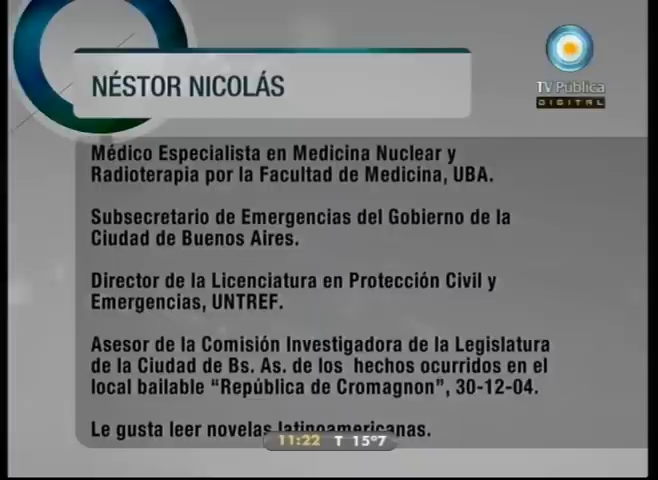 NÉSTOR NICOLÁS
TV Pública
DIGITAL
Médico Especialista en Medicina Nuclear y
Radioterapia por la Facultad de Medicina, UBA.
Subsecretario de Emergencias del Gobierno de la
Ciudad de Buenos Aires.
Director de la Licenciatura en Protección Civil y
Emergencias, UNTREF.
Asesor de la Comisión Investigadora de la Legislatura
de la Ciudad de Bs. As. de los hechos ocurridos en el
local bailable “República de Cromagnon”, 30-12-04.
Le gusta leer novelas latinoamericanas.
11:22 T 15º7